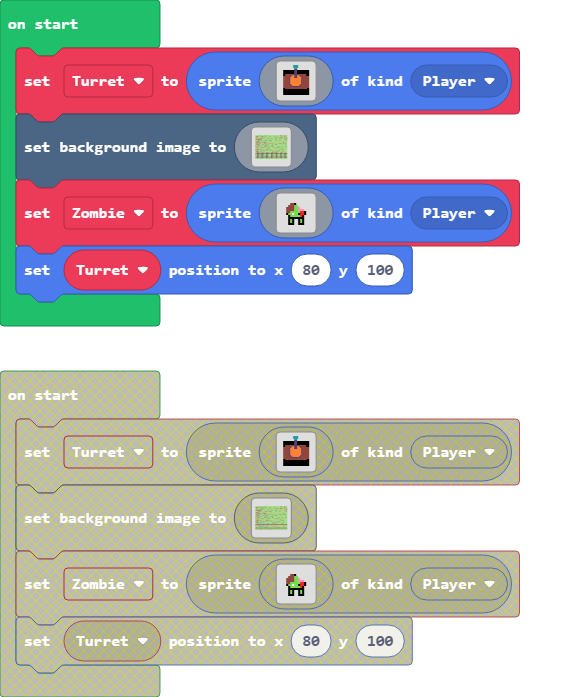 on start
set Turret to sprite of kind Player
set background image to
set Zombie to sprite of kind Player
set Turret position to x 80 y 100
on start
set Turret to sprite of kind Player
set background image to
set Zombie to sprite of kind Player
set Turret position to x 80 y 100